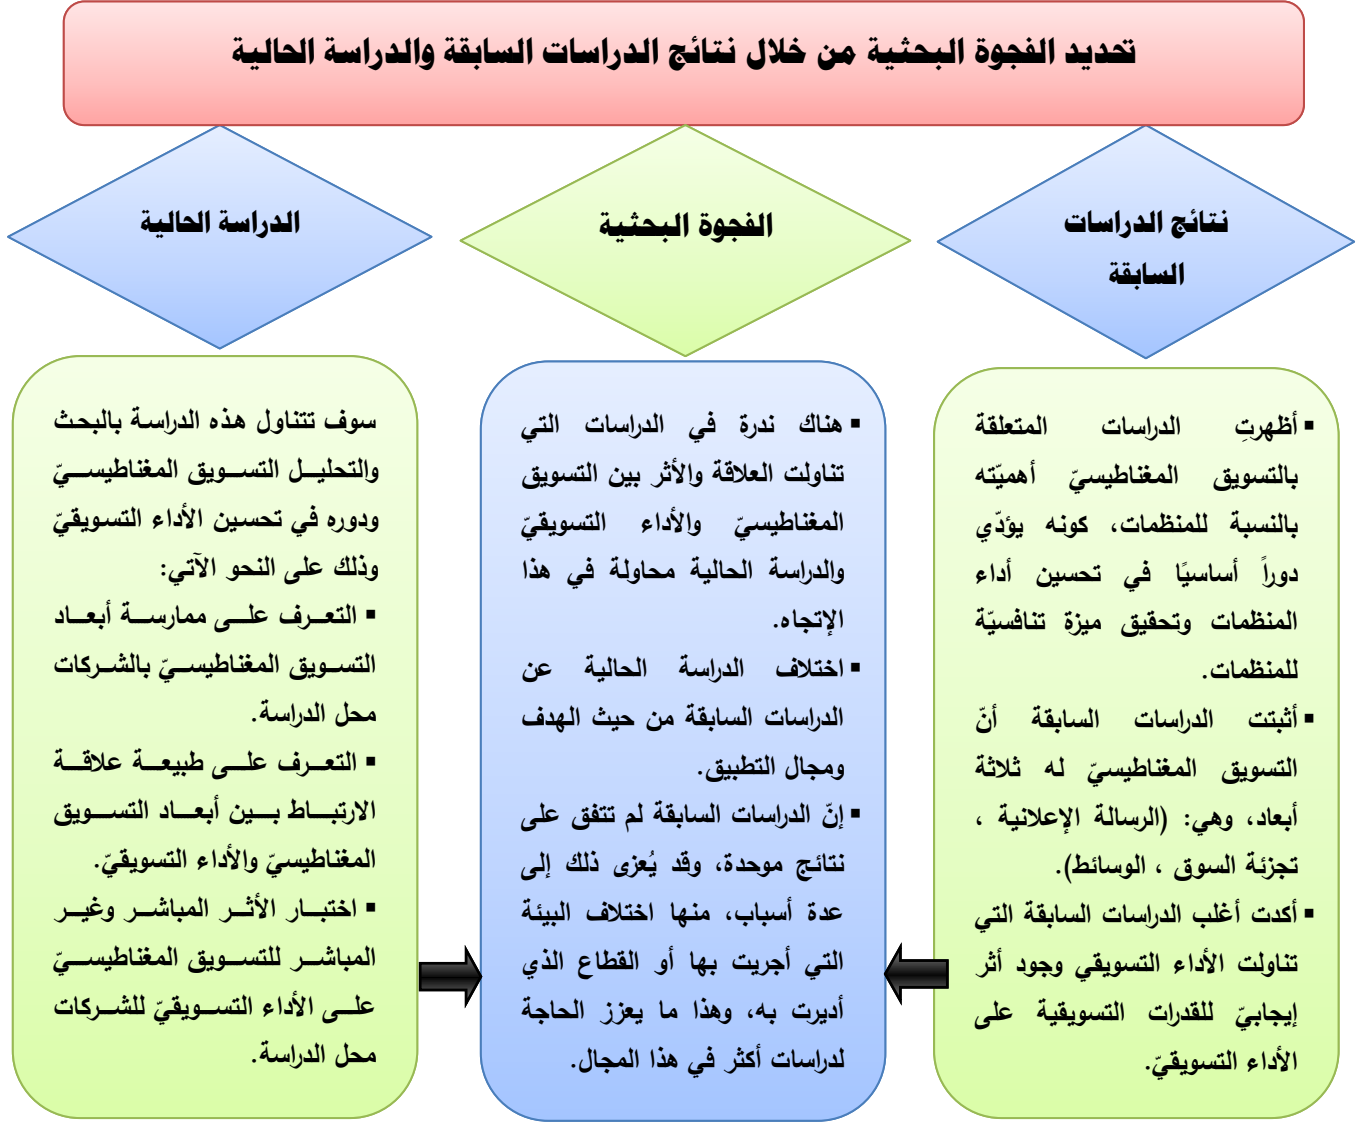 تحديد الفجوة البحثية من خلال نتائج الدراسات السابقة والدراسة الحالية
نتائج الدراسات
السابقة
▪ أظهرتِ الدراسات المتعلقة
بالتسويق المغناطيسيّ أهميّته
بالنسبة للمنظمات، كونه يؤدّي
دوراً أساسيًا في تحسين أداء
المنظمات وتحقيق ميزة تنافسيّة
للمنظمات.
▪ أثبتت الدراسات السابقة أنّ
التسويق المغناطيسيّ له ثلاثة
أبعاد، وهي: (الرسالة الإعلانية ،
تجزئة السوق ، الوسائط).
▪ أكدت أغلب الدراسات السابقة التي
تناولت الأداء التسويقي وجود أثر
إيجابيّ للقدرات التسويقية على
الأداء التسويقيّ.
الفجوة البحثية
▪ هناك ندرة في الدراسات التي
تناولت العلاقة والأثر بين التسويق
المغناطيسيّ والأداء التسويقيّ
والدراسة الحالية محاولة في هذا
الإتجاه.
▪ اختلاف الدراسة الحالية عن
الدراسات السابقة من حيث الهدف
ومجال التطبيق.
▪ إنّ الدراسات السابقة لم تتفق على
نتائج موحدة، وقد يُعزى ذلك إلى
عدة أسباب، منها اختلاف البيئة
التي أجريت بها أو القطاع الذي
أديرت به، وهذا ما يعزز الحاجة
لدراسات أكثر في هذا المجال.
الدراسة الحالية
سوف تتناول هذه الدراسة بالبحث
والتحليل التسويق المغناطيسيّ
ودوره في تحسين الأداء التسويقيّ
وذلك على النحو الآتي:
▪ التعرف على ممارسة أبعاد
التسويق المغناطيسيّ بالشركات
محل الدراسة.
▪ التعرف على طبيعة علاقة
الارتباط بين أبعاد التسويق
المغناطيسيّ والأداء التسويقيّ.
▪ اختبار الأثر المباشر وغير
المباشر للتسويق المغناطيسيّ
على الأداء التسويقيّ للشركات
محل الدراسة.